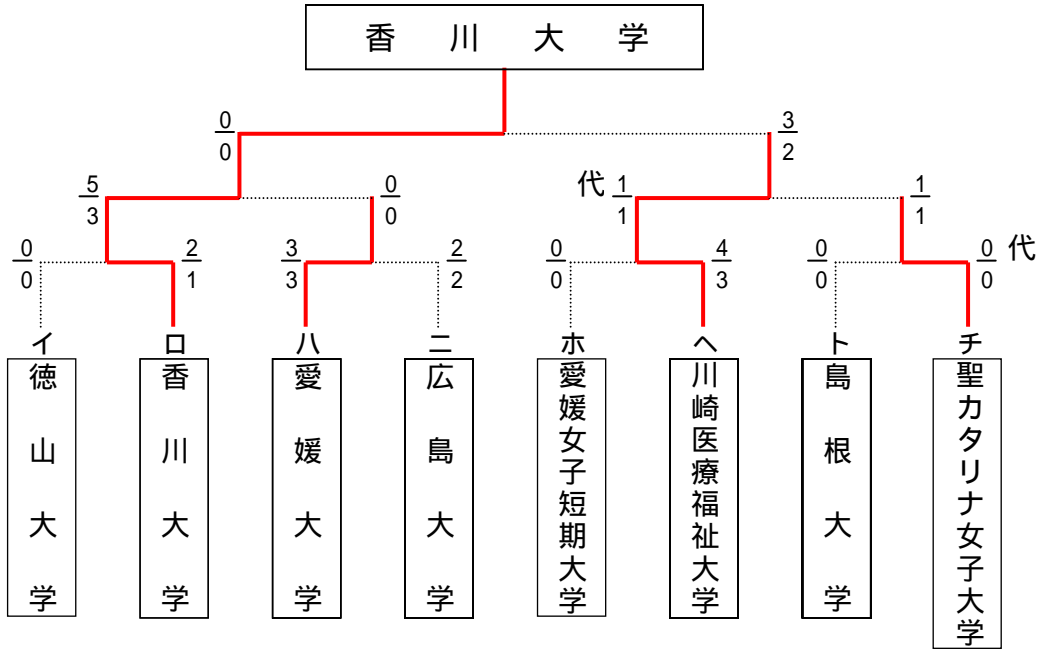 香川大学
0/0
3/2
5/3
0/0
代 1/1
1/1
0/0
2/1
3/3
2/2
0/0
4/3
0/0
0/0 代
イ
ロ
ハ
ニ
ホ
ヘ
ト
チ
徳山大学
香川大学
愛媛大学
広島大学
愛媛女子短期大学
川崎医療福祉大学
島根大学
聖カタリナ女子大学